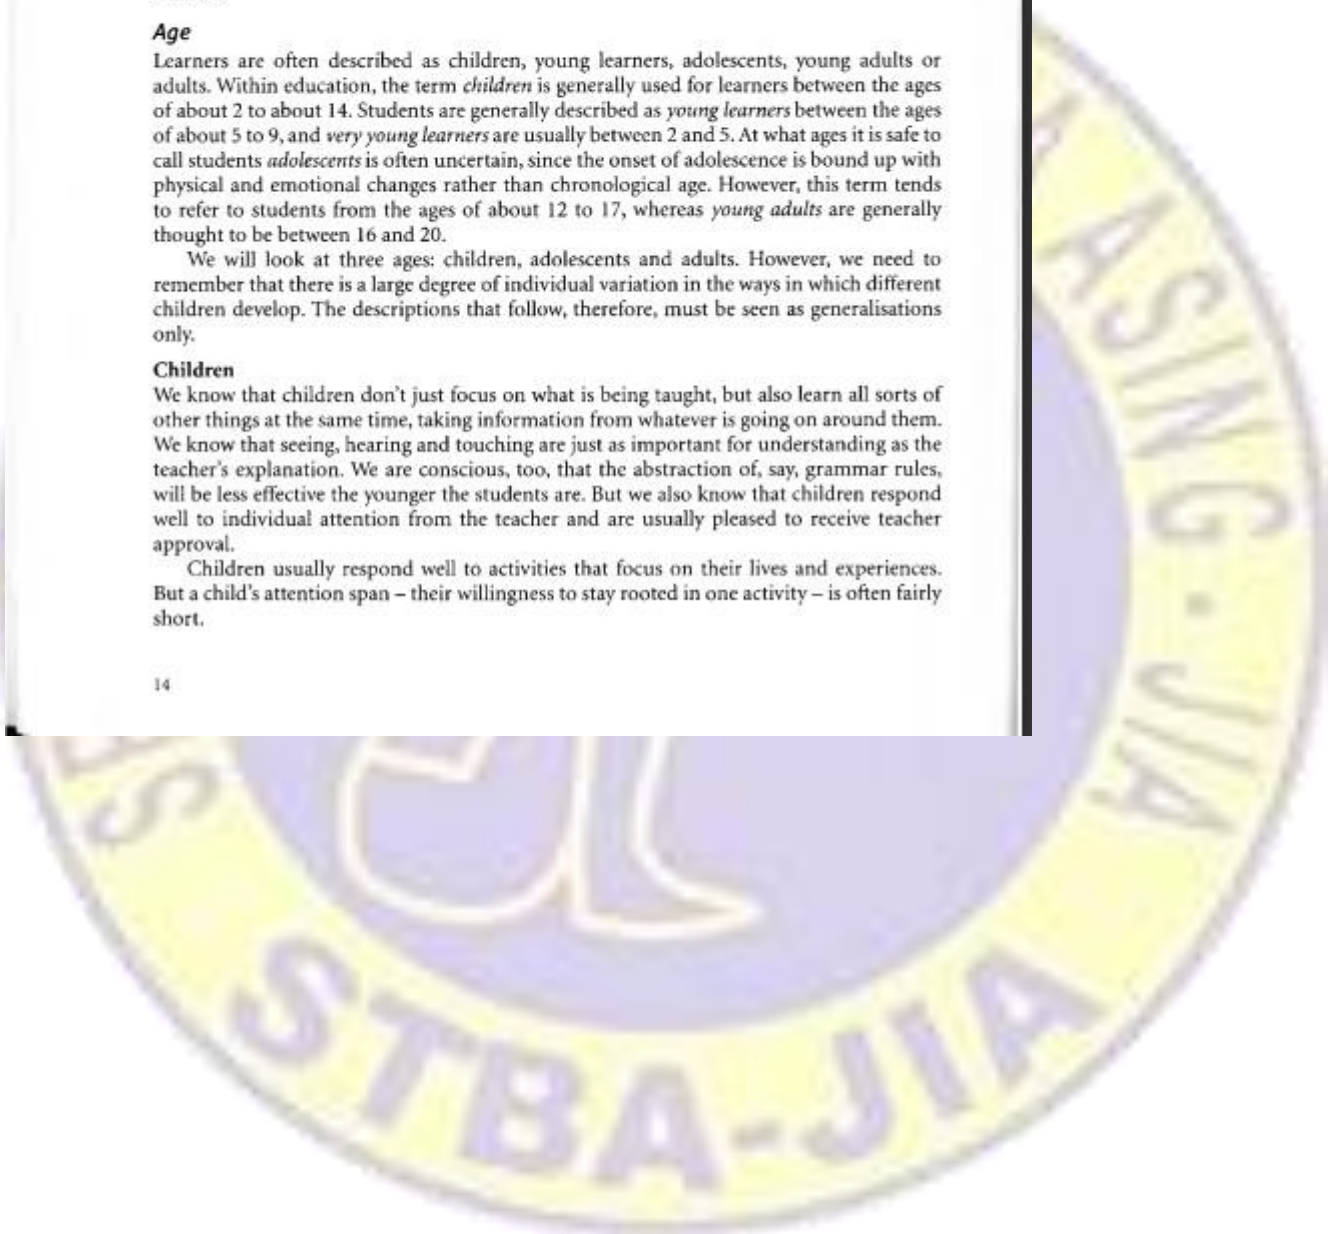 Age
Learners are often described as children, young learners, adolescents, young adults or
adults. Within education, the term children is generally used for learners between the ages
of about 2 to about 14. Students are generally described as young learners between the ages
of about 5 to 9, and very young learners are usually between 2 and 5. At what ages it is safe to
call students adolescents is often uncertain, since the onset of adolescence is bound up with
physical and emotional changes rather than chronological age. However, this term tends
to refer to students from the ages of about 12 to 17, whereas young adults are generally
thought to be between 16 and 20.
We will look at three ages: children, adolescents and adults. However, we need to
remember that there is a large degree of individual variation in the ways in which different
children develop. The descriptions that follow, therefore, must be seen as generalisations
only.
Children
We know that children don't just focus on what is being taught, but also learn all sorts of
other things at the same time, taking information from whatever is going on around them.
We know that seeing, hearing and touching are just as important for understanding as the
teacher's explanation. We are conscious, too, that the abstraction of, say, grammar rules,
will be less effective the younger the students are. But we also know that children respond
well to individual attention from the teacher and are usually pleased to receive teacher
approval.
Children usually respond well to activities that focus on their lives and experiences.
But a child's attention span – their willingness to stay rooted in one activity – is often fairly
short.
14
A ASING · JIA
STBA-JIA